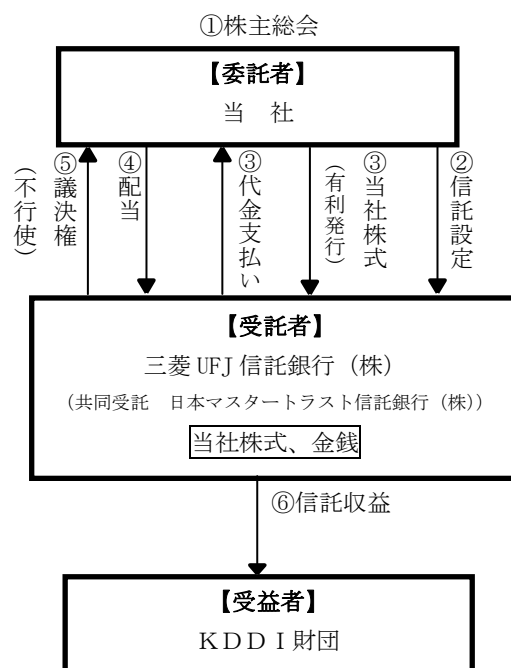 ①株主総会
【委託者】
当　社
⑤議決権
（不行使）
④配当
③代金支払い
③当社株式
（有利発行）
②信託設定
【受託者】
三菱 UFJ 信託銀行（株）
（共同受託　日本マスタートラスト信託銀行（株））
当社株式、金銭
⑥信託収益
【受益者】
ＫＤＤＩ財団